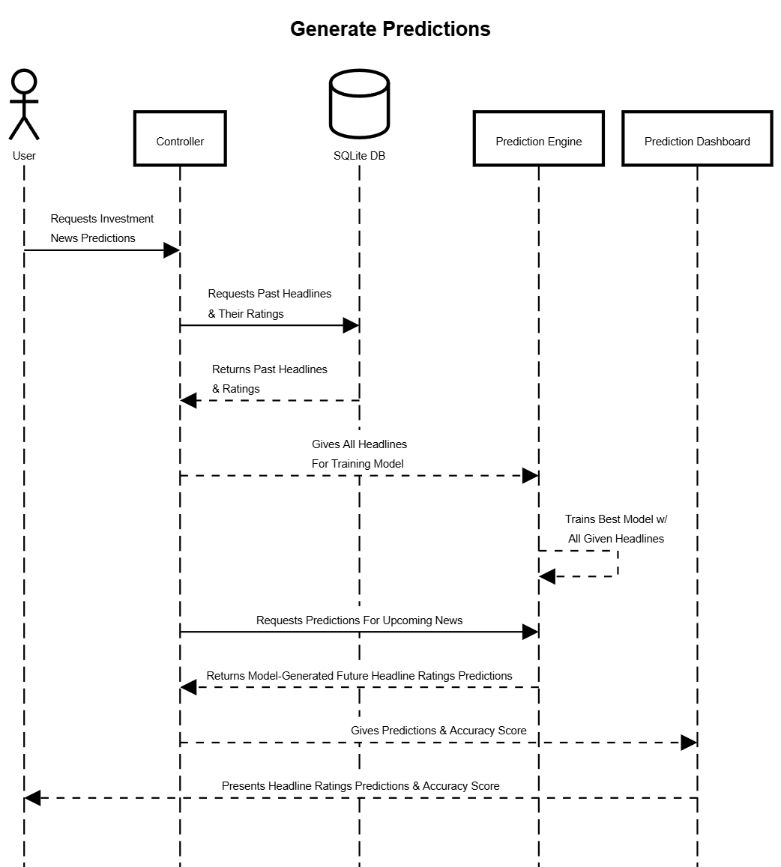 Generate Predictions
User
Controller
SQLite DB
Prediction Engine
Prediction Dashboard
Requests Investment
News Predictions
Requests Past Headlines
& Their Ratings
Returns Past Headlines
& Ratings
Gives All Headlines
For Training Model
Trains Best Model w/
All Given Headlines
Requests Predictions For Upcoming News
Returns Model-Generated Future Headline Ratings Predictions
Gives Predictions & Accuracy Score
Presents Headline Ratings Predictions & Accuracy Score